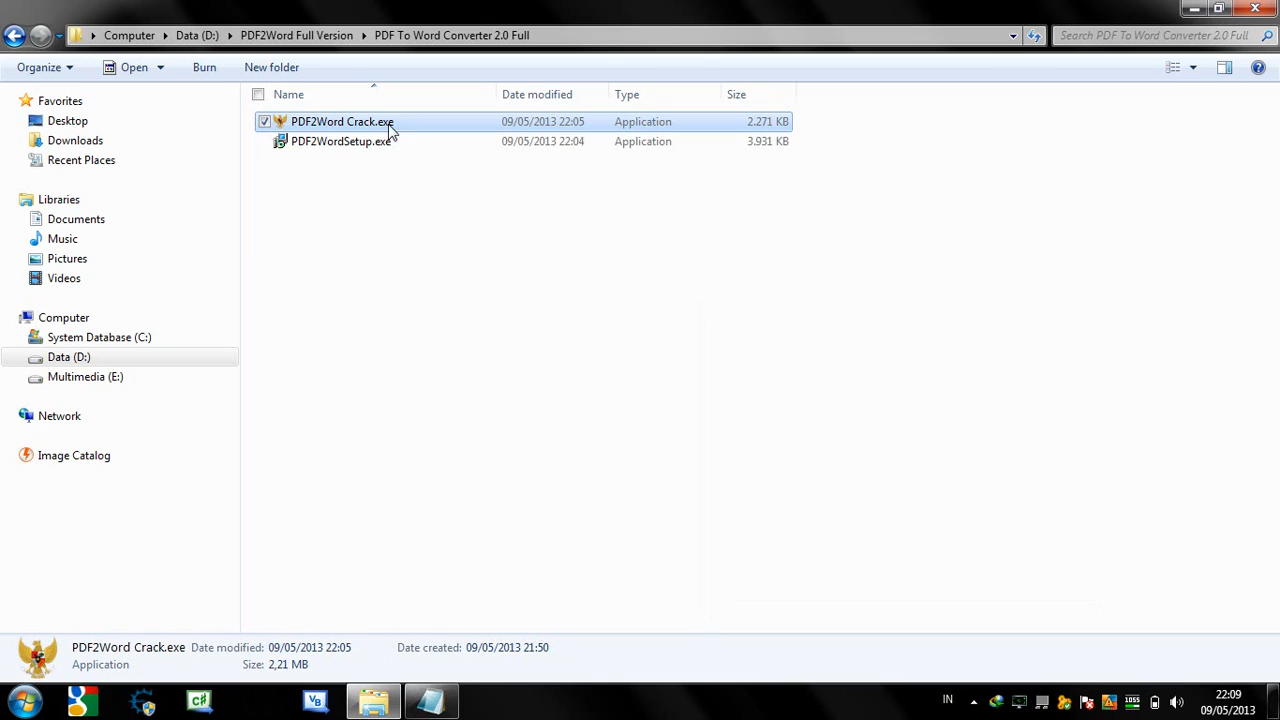 Computer ▸ Data (D:) ▸ PDF2Word Full Version ▸ PDF To Word Converter 2.0 Full
Search PDF To Word Converter 2.0 Full
Organize Open Burn New folder
Name Date modified Type Size
PDF2Word Crack.exe 09/05/2013 22:05 Application 2.271 KB
PDF2WordSetup.exe 09/05/2013 22:04 Application 3.931 KB
Favorites
Desktop
Downloads
Recent Places
Libraries
Documents
Music
Pictures
Videos
Computer
System Database (C:)
Data (D:)
Multimedia (E:)
Network
Image Catalog
PDF2Word Crack.exe Date modified: 09/05/2013 22:05 Date created: 09/05/2013 21:50
Application Size: 2,21 MB
C#
VB
IN
1055
22:09
09/05/2013